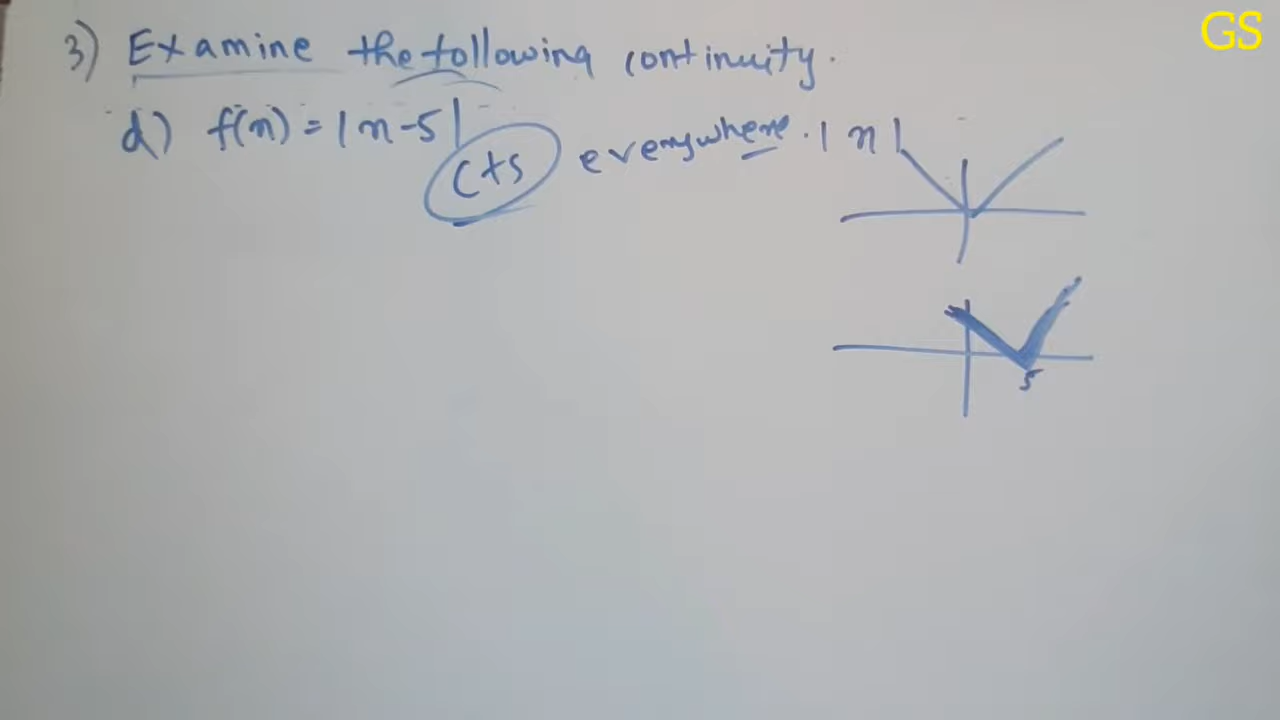 GS
3) Examine the following continuity.
d) f(x) = |x-5|
cts everywhere. |x|
5